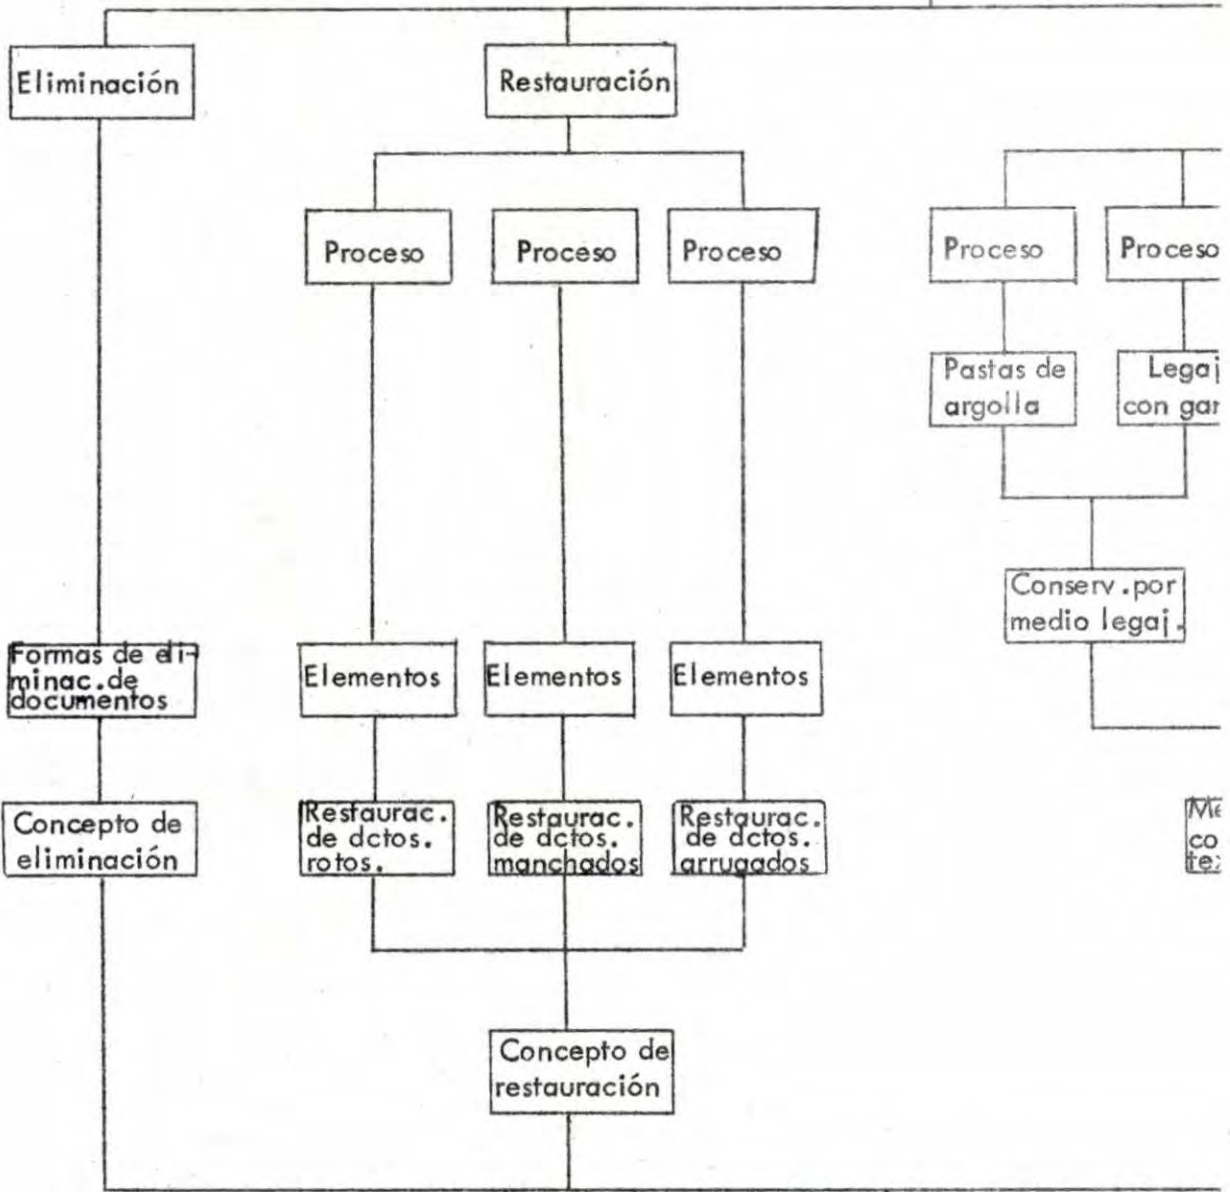 Eliminación
Restauración
Proceso
Proceso
Proceso
Proceso
Proceso
Pastas de
argolla
Legaj
con gar
Conserv.por
medio legaj.
Formas de eli-
minac.de
documentos
Elementos
Elementos
Elementos
Concepto de
eliminación
Restaurac.
de dctos.
rotos.
Restaurac.
de dctos.
manchados
Restaurac.
de dctos.
arrugados
co
Concepto de
restauración